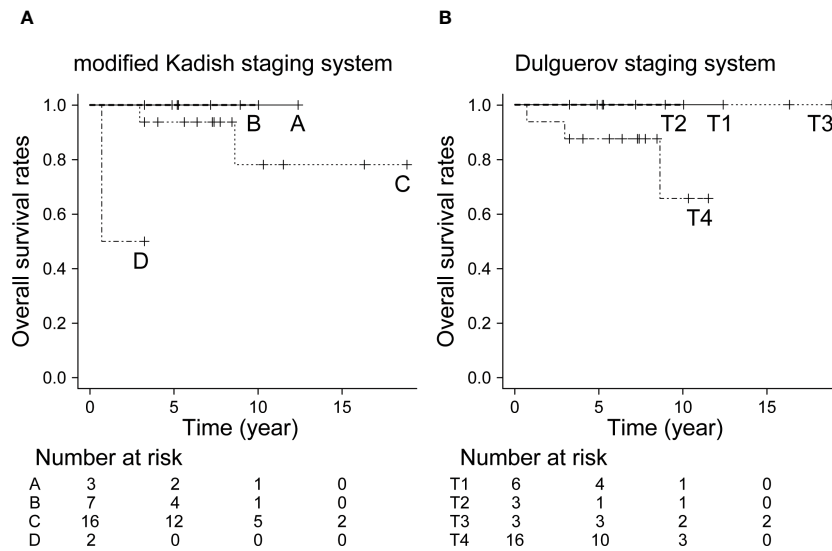 A
modified Kadish staging system
Overall survival rates
1.0
0.8
0.6
0.4
0.2
0.0
B
A
C
D
0 5 10 15
Time (year)
Number at risk
A 3 2 1 0
B 7 4 1 0
C 16 12 5 2
D 2 0 0 0
B
Dulguerov staging system
Overall survival rates
1.0
0.8
0.6
0.4
0.2
0.0
T2
T1
T3
T4
0 5 10 15
Time (year)
Number at risk
T1 6 4 1 0
T2 3 1 1 0
T3 3 3 2 2
T4 16 10 3 0